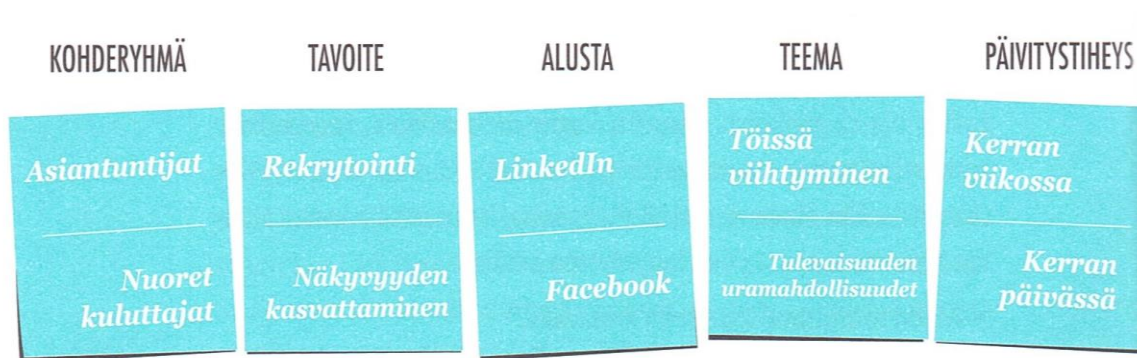 KOHDERYHMÄ
TAVOITE
ALUSTA
TEEMA
PÄIVITYSTIHEYS
Asiantuntijat
Nuoret
kuluttajat
Rekrytointi
Näkyvyyden
kasvattaminen
LinkedIn
Facebook
Töissä
viihtyminen
Tulevaisuuden
uramahdollisuudet
Kerran
viikossa
Kerran
päivässä